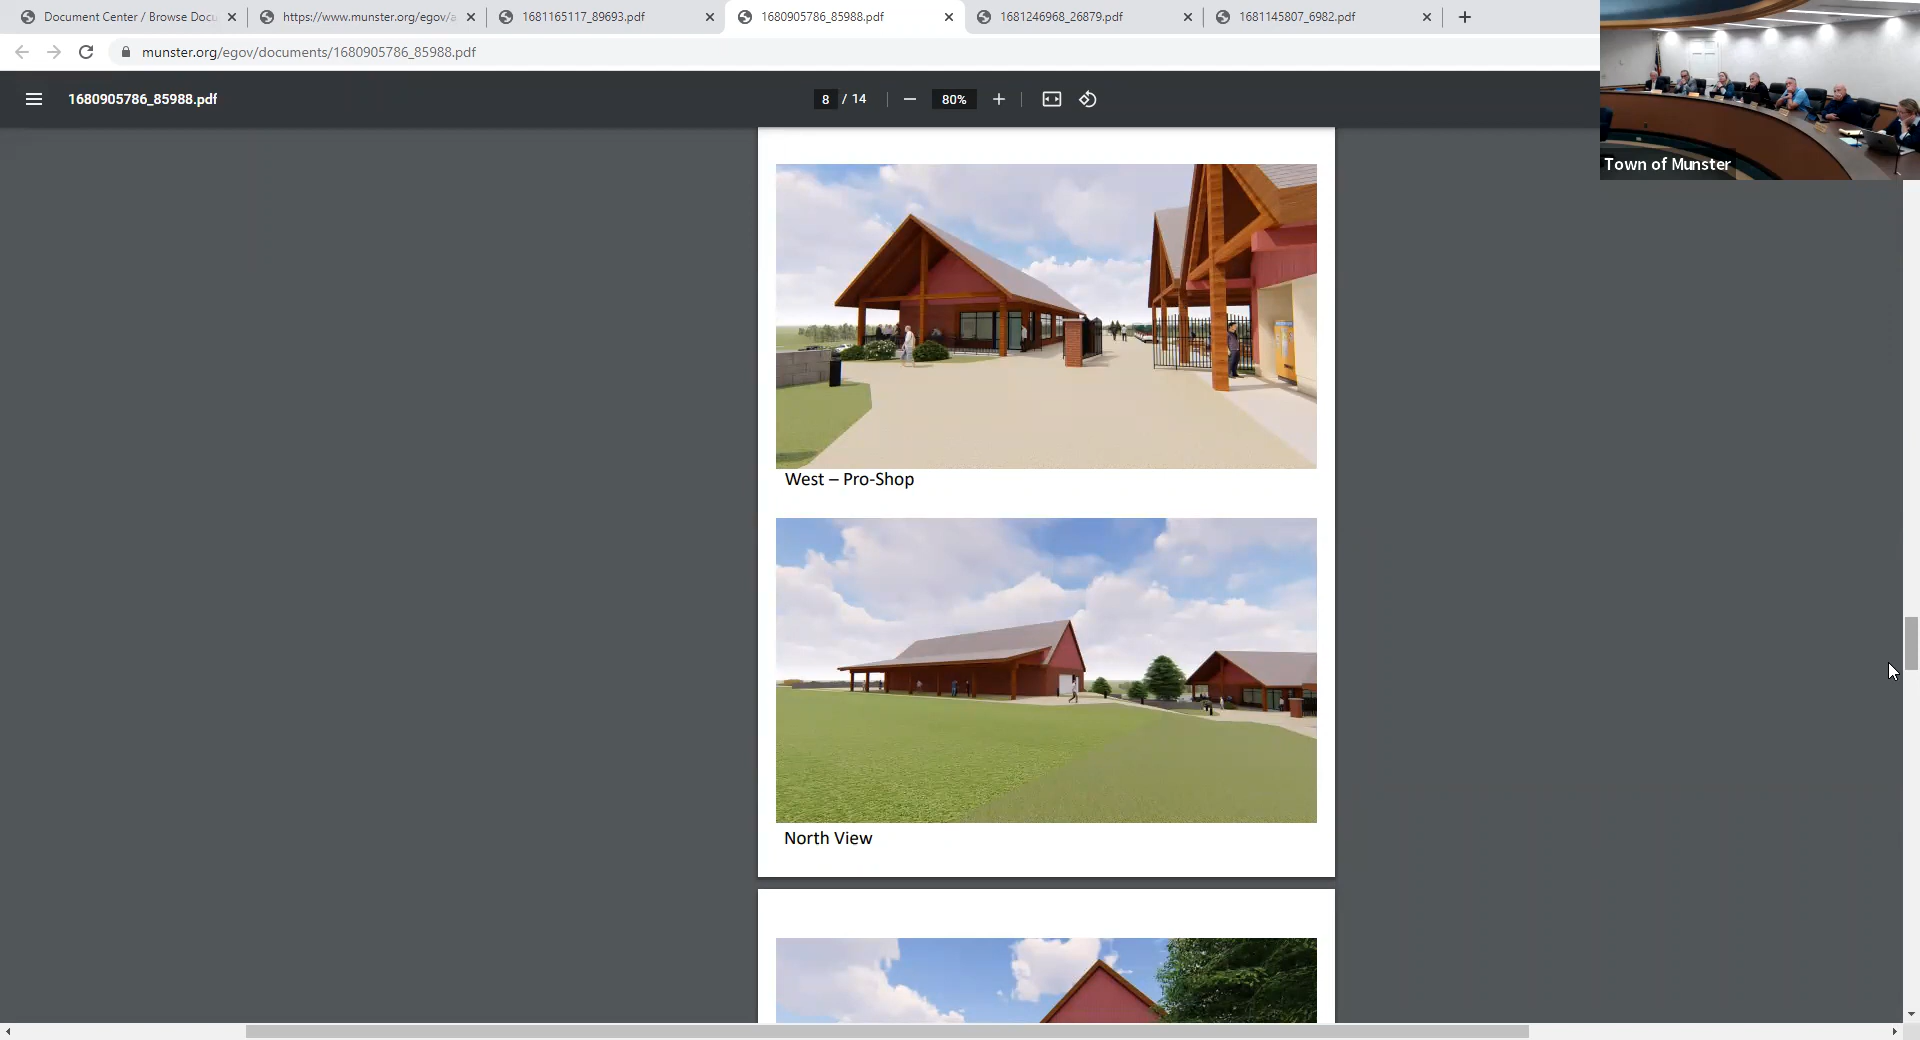 Document Center / Browse Docu
https://www.munster.org/egov/a
1681165117_89693.pdf
1680905786_85988.pdf
1681246968_26879.pdf
1681145807_6982.pdf
munster.org/egov/documents/1680905786_85988.pdf
1680905786_85988.pdf
8 / 14
80%
Town of Munster
West – Pro-Shop
North View